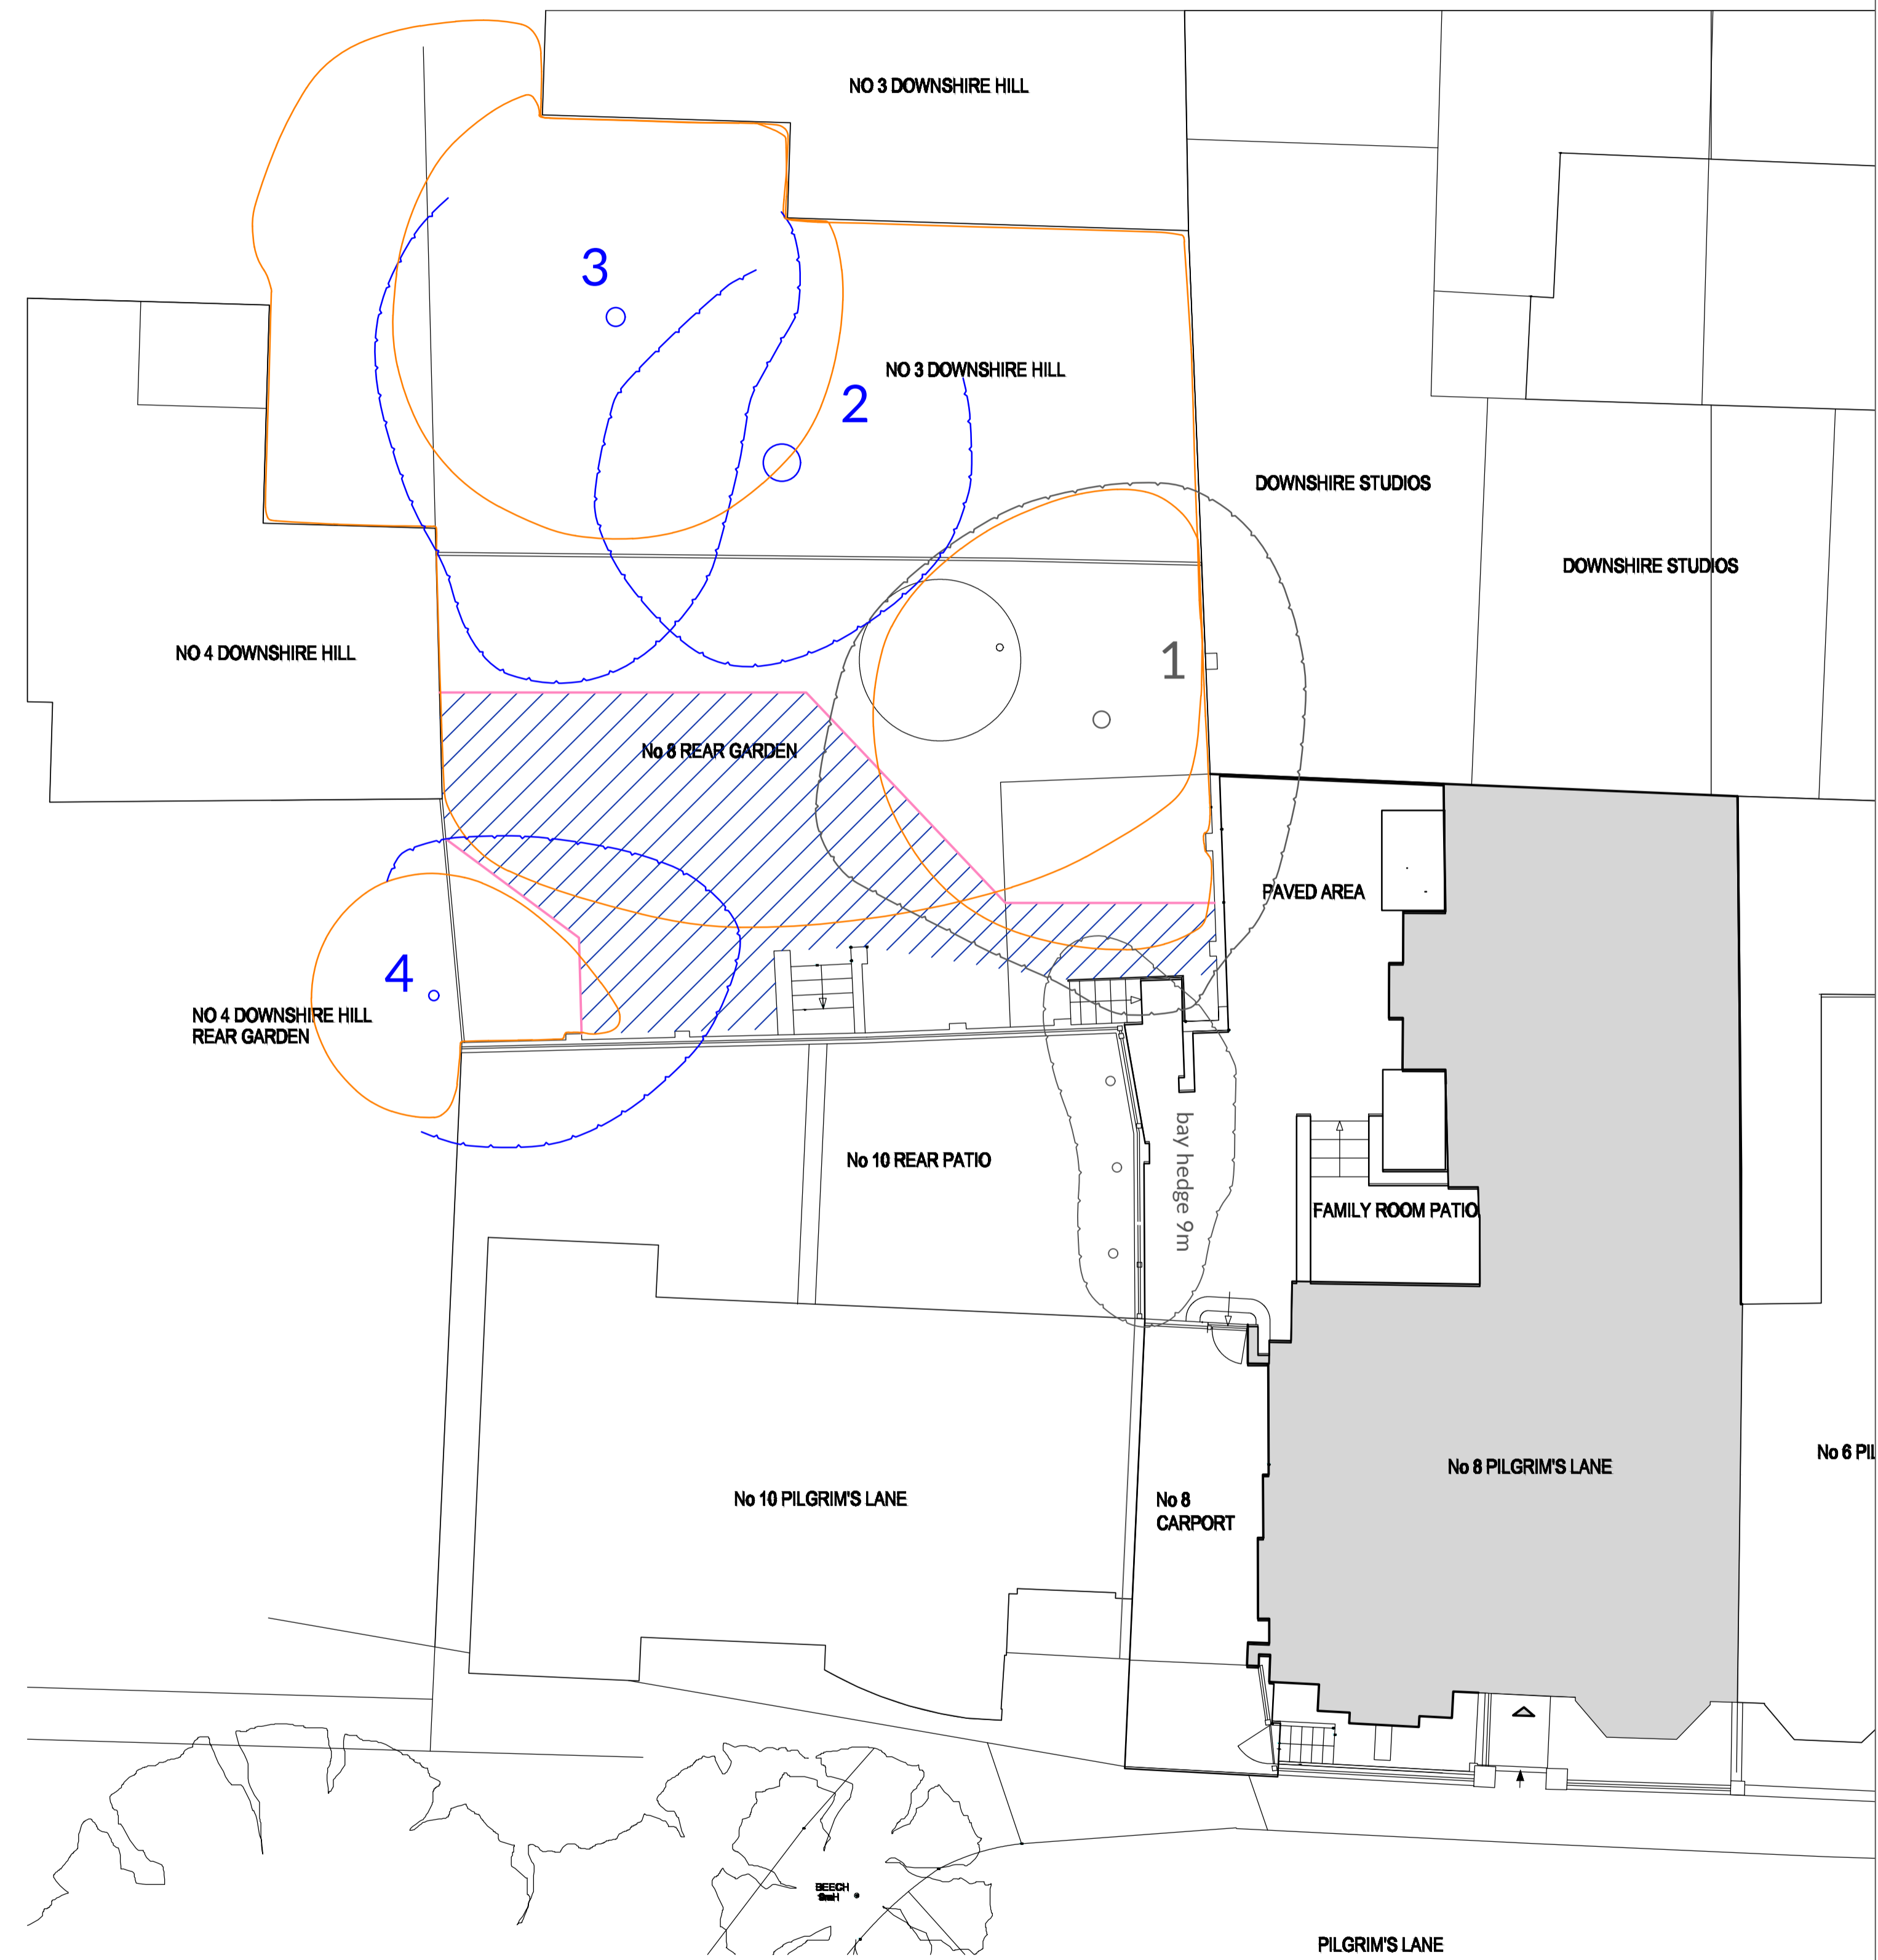 NO 3 DOWNSHIRE HILL
3
NO 3 DOWNSHIRE HILL
2
DOWNSHIRE STUDIOS
DOWNSHIRE STUDIOS
NO 4 DOWNSHIRE HILL
1
No 8 REAR GARDEN
PAVED AREA
4
NO 4 DOWNSHIRE HILL
REAR GARDEN
No 10 REAR PATIO
bay hedge 9m
FAMILY ROOM PATIO
No 6 PIL
No 8 PILGRIM'S LANE
No 10 PILGRIM'S LANE
No 8
CARPORT
BEECH
PILGRIM'S LANE